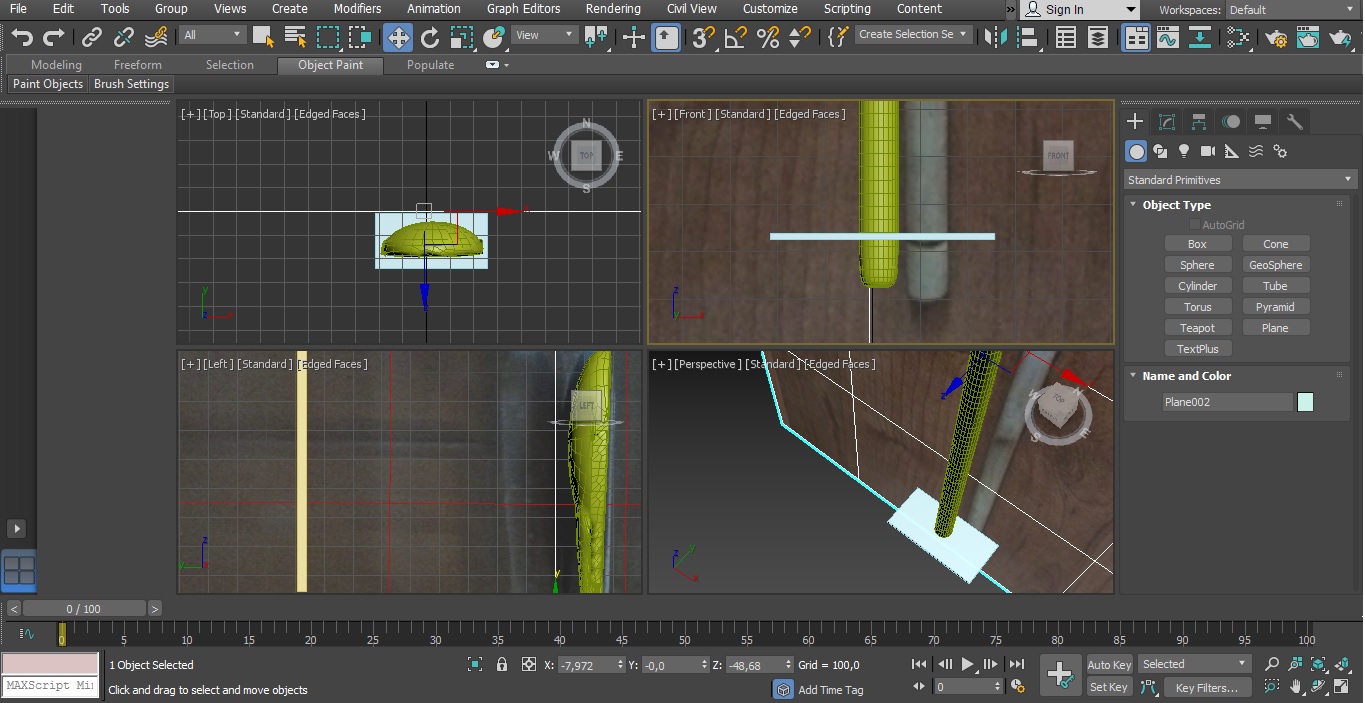 File Edit Tools Group Views Create Modifiers Animation Graph Editors Rendering Civil View Customize Scripting Content » Sign In Workspaces: Default
All View 3 Create Selection Se
Modeling Freeform Selection Object Paint Populate
Paint Objects Brush Settings
[+] [Top] [Standard] [Edged Faces]
N
W TOP E
S
x
y
z x
[+] [Front] [Standard] [Edged Faces]
FRONT
z
y x
[+] [Left] [Standard] [Edged Faces]
LEFT
z
y x
y
[+] [Perspective] [Standard] [Edged Faces]
z
N
W TOP
S E
z y
x
Standard Primitives
Object Type
AutoGrid
Box Cone
Sphere GeoSphere
Cylinder Tube
Torus Pyramid
Teapot Plane
TextPlus
Name and Color
Plane002
< 0 / 100 >
0 5 10 15 20 25 30 35 40 45 50 55 60 65 70 75 80 85 90 95 100
1 Object Selected X: -7,972 Y: -0,0 Z: -48,68 Grid = 100,0 Auto Key Selected
MAXScript Mi
Click and drag to select and move objects Add Time Tag 0 Set Key Key Filters...